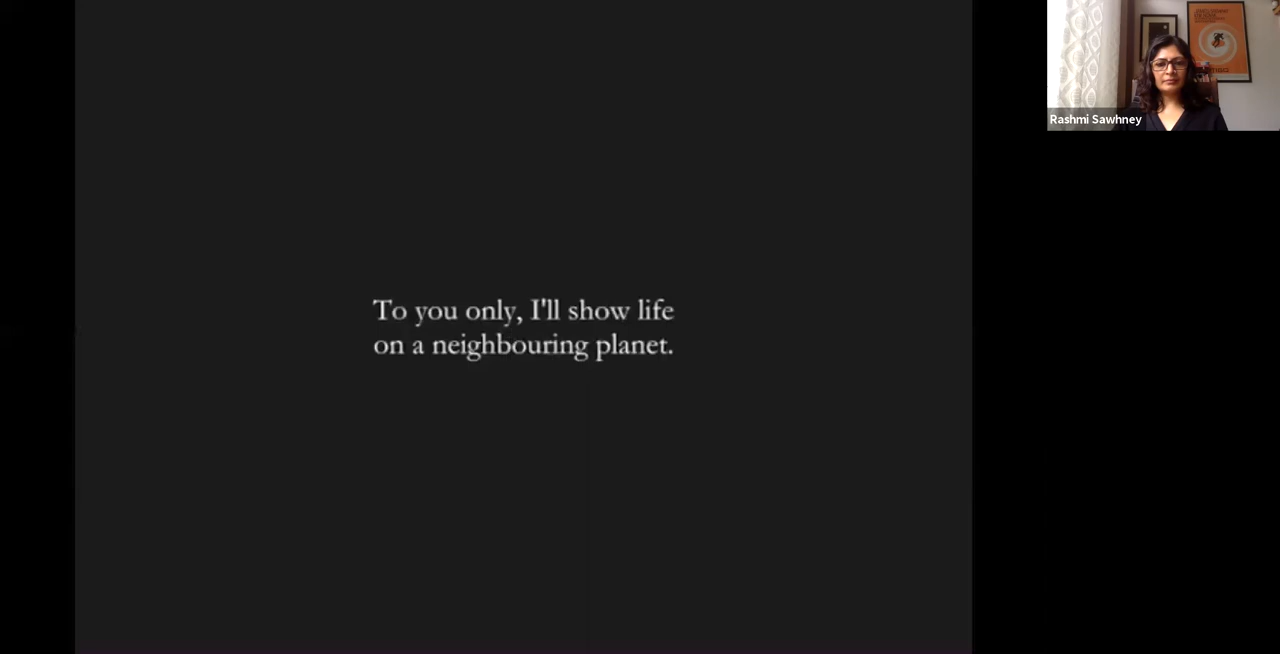 To you only, I'll show life
on a neighbouring planet.
Rashmi Sawhney